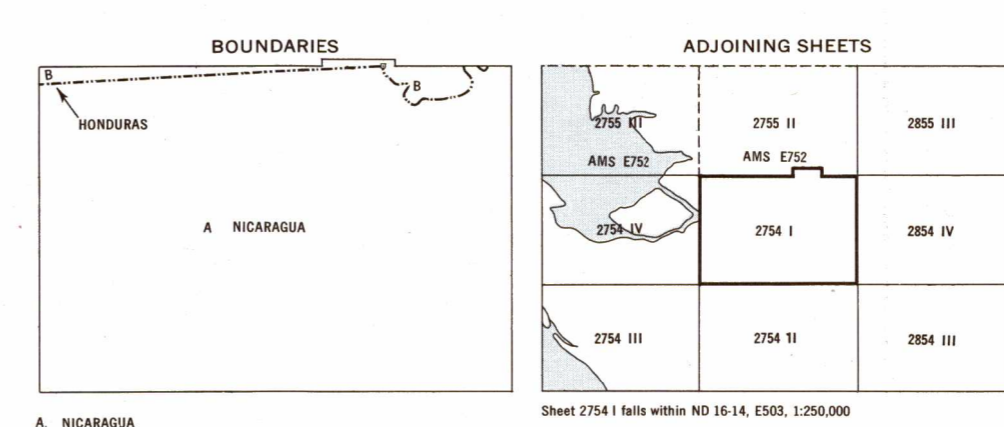 BOUNDARIES
B
B
HONDURAS
A NICARAGUA
A. NICARAGUA
ADJOINING SHEETS
2755 III
2755 II
2855 III
AMS E752
AMS E752
2754 IV
2754 I
2854 IV
2754 III
2754 II
2854 III
Sheet 2754 I falls within ND 16-14, E503, 1:250,000